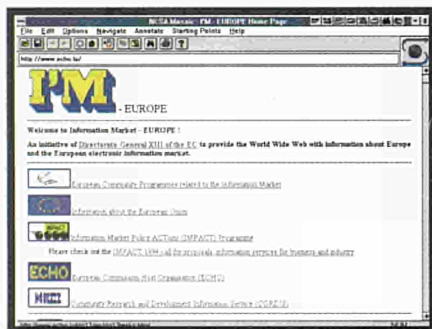 NCSA Mosaic - I'M - EUROPE Home Page
File Edit Options Navigate Annotate Starting Points Help
http://www.echo.lu/
I'M - EUROPE
Welcome to Information Market - EUROPE !
An initiative of Directorate General XIII of the EC to provide the World Wide Web with information about Europe
and the European electronic information market.
European Community Programmes related to the Information Market
Information about the European Union
Information Market Policy ACTions (IMPACT) Programme
Please check out the IMPACT 1994 call for proposals, information services for business and industry
ECHO European Commission Host Organisation (ECHO)
Community Research and Development Information Service (CORDIS)